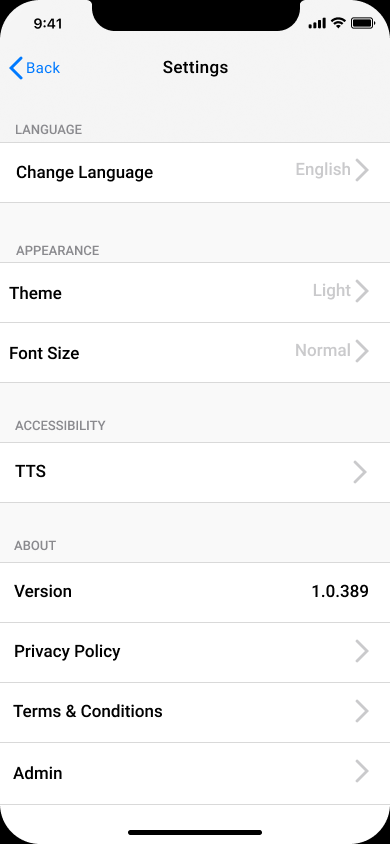 9:41
Back Settings
LANGUAGE
Change Language English
APPEARANCE
Theme Light
Font Size Normal
ACCESSIBILITY
TTS
ABOUT
Version 1.0.389
Privacy Policy
Terms & Conditions
Admin